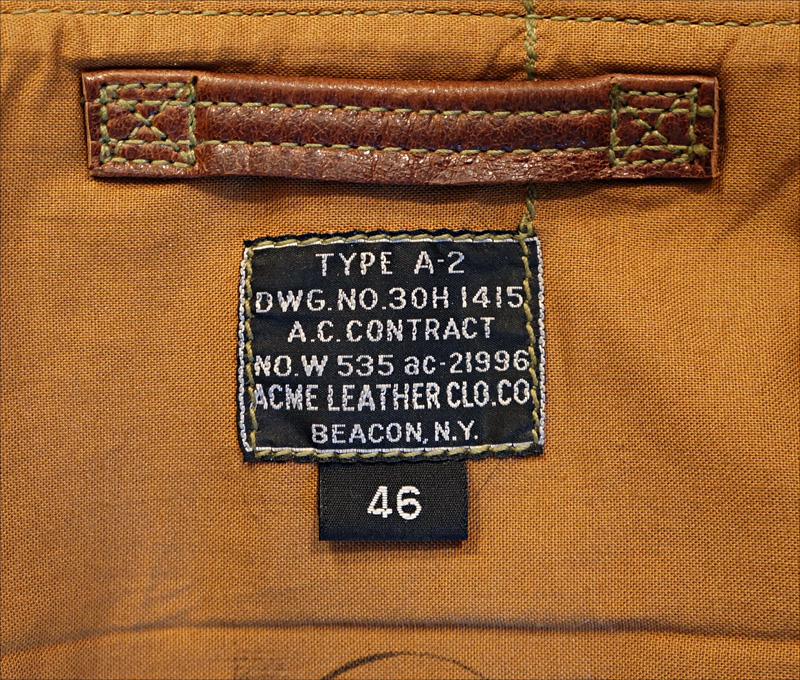 TYPE A-2
DWG.NO.30H 1415
A.C.CONTRACT
NO.W 535 ac-21996
ACME LEATHER CLO.CO
BEACON, N.Y.
46